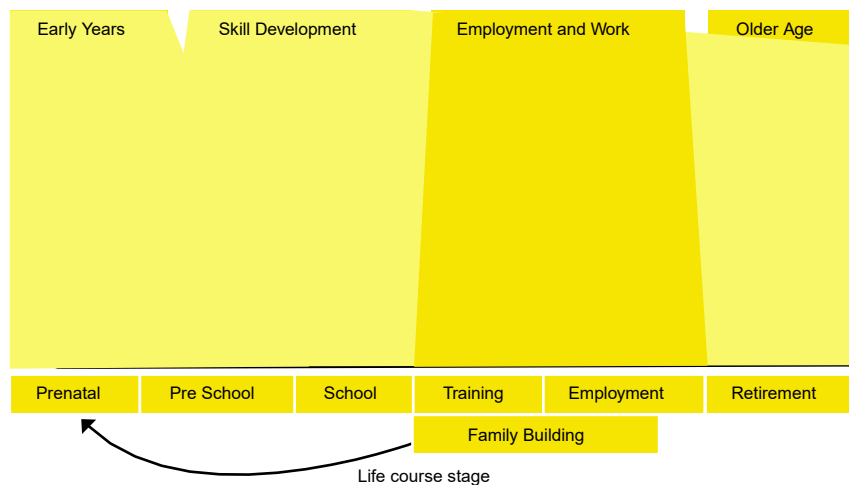 Early Years
Skill Development
Employment and Work
Older Age
Prenatal
Pre School
School
Training
Employment
Retirement
Family Building
Life course stage